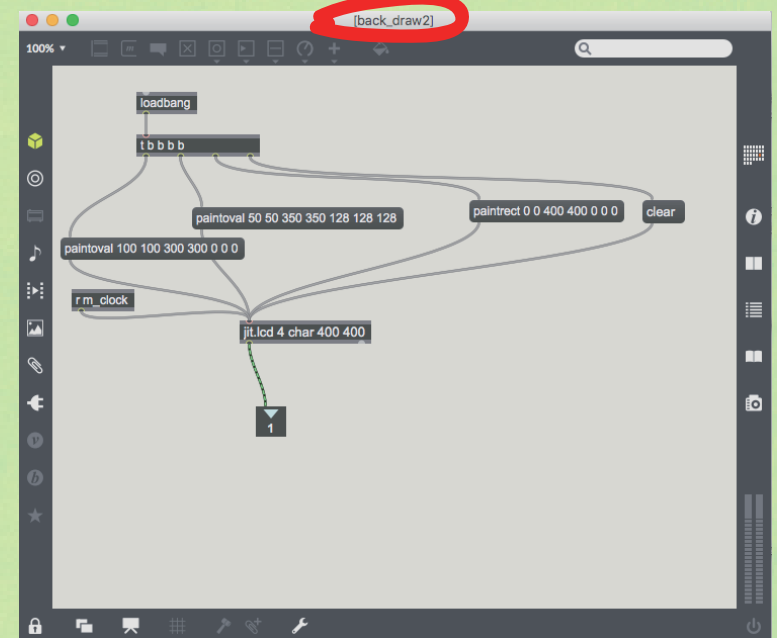 [back_draw2]
100%
loadbang
t b b b b
paintoval 50 50 350 350 128 128 128
paintrect 0 0 400 400 0 0 0
clear
paintoval 100 100 300 300 0 0 0
r m_clock
jit.lcd 4 char 400 400
1